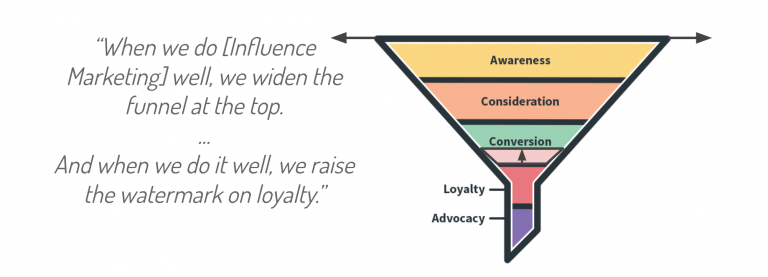 “When we do [Influence
Marketing] well, we widen the
funnel at the top.
...
And when we do it well, we raise
the watermark on loyalty.”
Awareness
Consideration
Conversion
Loyalty
Advocacy